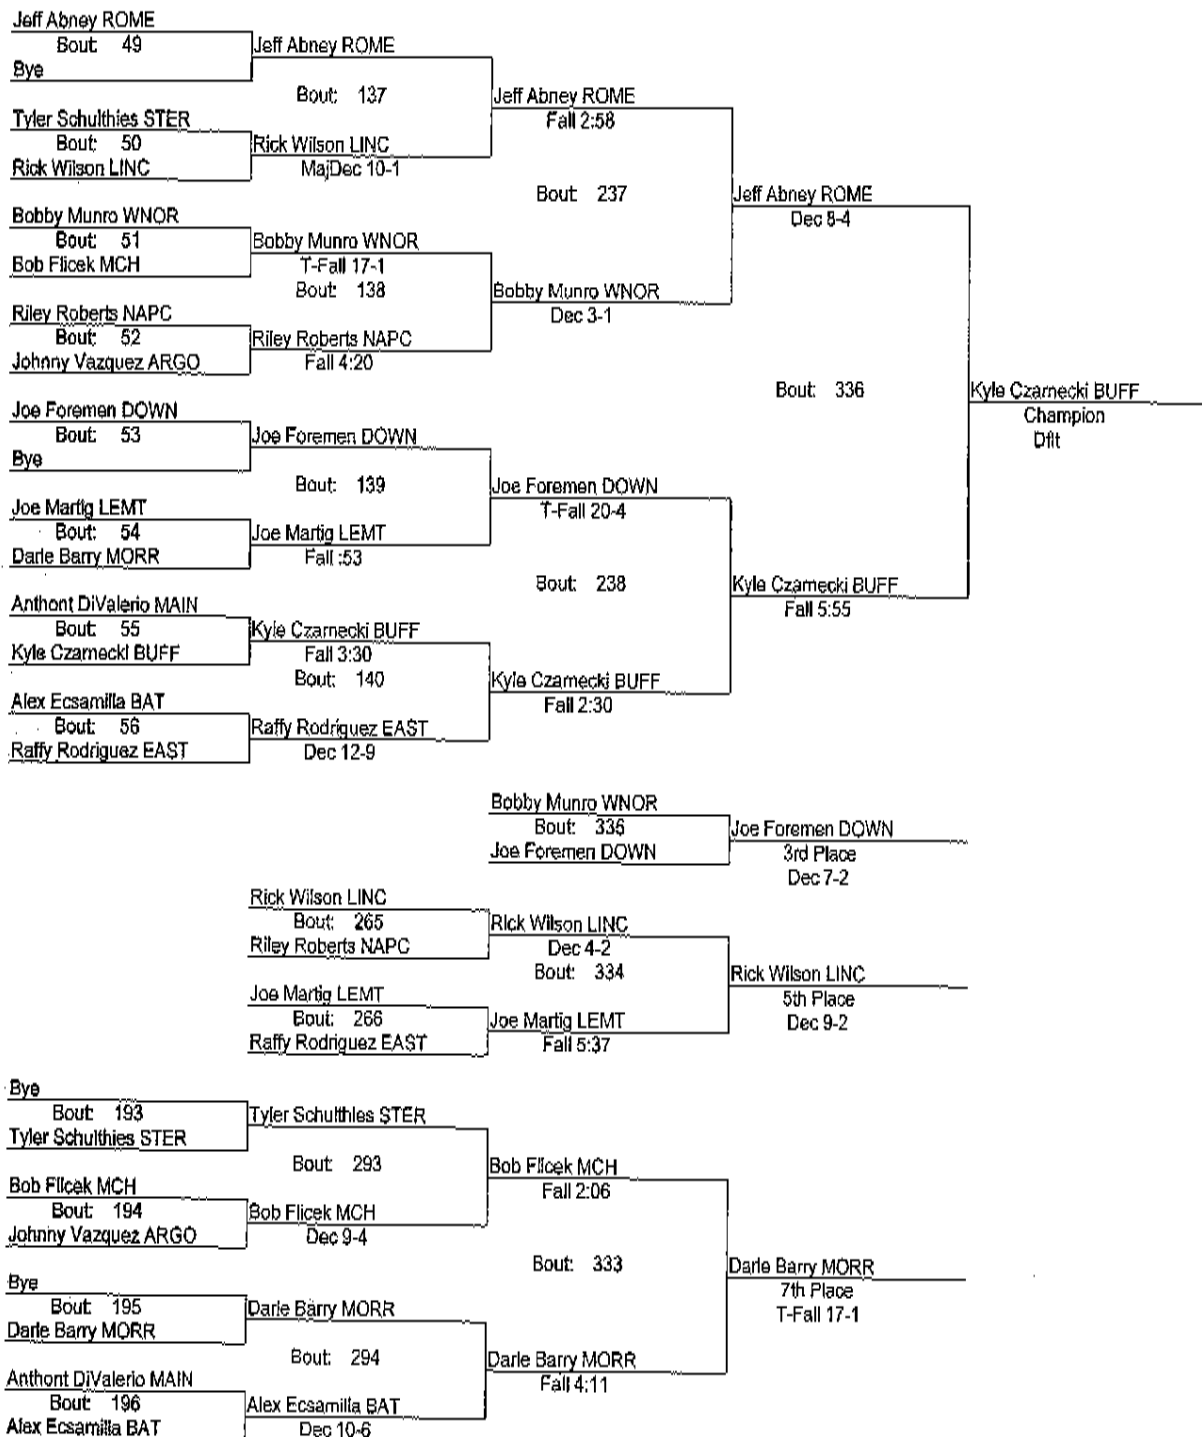 Jeff Abney ROME
Bout: 49
Bye
Jeff Abney ROME
Bout: 137
Tyler Schulthies STER
Bout: 50
Rick Wilson LINC
Rick Wilson LINC
MajDec 10-1
Jeff Abney ROME
Fall 2:58
Bout: 237
Bobby Munro WNOR
Bout: 51
Bob Flicek MCH
Bobby Munro WNOR
T-Fall 17-1
Bout: 138
Riley Roberts NAPC
Bout: 52
Johnny Vazquez ARGO
Riley Roberts NAPC
Fall 4:20
Bobby Munro WNOR
Dec 3-1
Jeff Abney ROME
Dec 8-4
Bout: 336
Kyle Czarnecki BUFF
Champion
Dflt
Joe Foremen DOWN
Bout: 53
Bye
Joe Foremen DOWN
Bout: 139
Joe Martig LEMT
Bout: 54
Darle Barry MORR
Joe Martig LEMT
Fall :53
Joe Foremen DOWN
T-Fall 20-4
Bout: 238
Kyle Czarnecki BUFF
Fall 5:55
Anthont DiValerio MAIN
Bout: 55
Kyle Czarnecki BUFF
Kyle Czarnecki BUFF
Fall 3:30
Bout: 140
Alex Ecsamilla BAT
Bout: 56
Raffy Rodriguez EAST
Raffy Rodriguez EAST
Dec 12-9
Kyle Czarnecki BUFF
Fall 2:30
Bobby Munro WNOR
Bout: 335
Joe Foremen DOWN
Joe Foremen DOWN
3rd Place
Dec 7-2
Rick Wilson LINC
Bout: 265
Riley Roberts NAPC
Rick Wilson LINC
Dec 4-2
Bout: 334
Joe Martig LEMT
Bout: 266
Raffy Rodriguez EAST
Joe Martig LEMT
Fall 5:37
Rick Wilson LINC
5th Place
Dec 9-2
Bye
Bout: 193
Tyler Schulthies STER
Tyler Schulthies STER
Bout: 293
Bob Flicek MCH
Bout: 194
Johnny Vazquez ARGO
Bob Flicek MCH
Dec 9-4
Bob Flicek MCH
Fall 2:06
Bout: 333
Darle Barry MORR
7th Place
T-Fall 17-1
Bye
Bout: 195
Darle Barry MORR
Darle Barry MORR
Bout: 294
Darle Barry MORR
Fall 4:11
Anthont DiValerio MAIN
Bout: 196
Alex Ecsamilla BAT
Alex Ecsamilla BAT
Dec 10-6